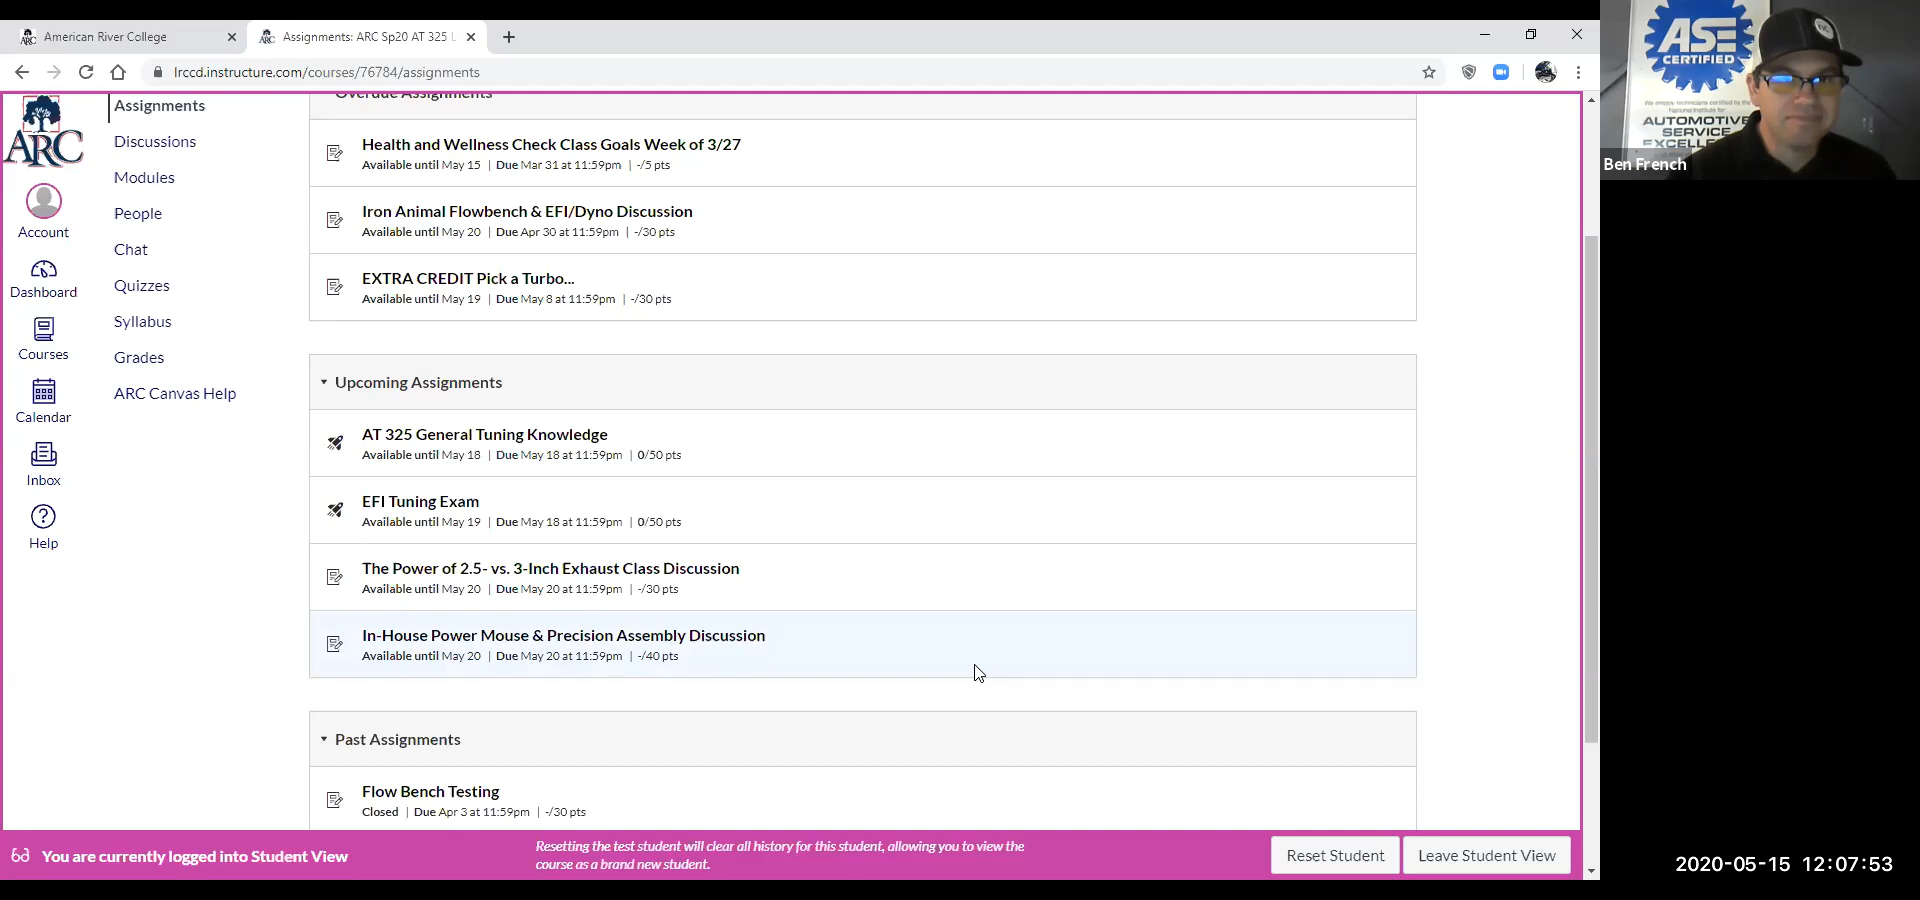 American River College
Assignments: ARC Sp20 AT 325
lrccd.instructure.com/courses/76784/assignments
ARC
Account
Dashboard
Courses
Calendar
Inbox
Help
Assignments
Discussions
Modules
People
Chat
Quizzes
Syllabus
Grades
ARC Canvas Help
Overdue Assignments
Health and Wellness Check Class Goals Week of 3/27
Available until May 15 | Due Mar 31 at 11:59pm | -/5 pts
Iron Animal Flowbench & EFI/Dyno Discussion
Available until May 20 | Due Apr 30 at 11:59pm | -/30 pts
EXTRA CREDIT Pick a Turbo...
Available until May 19 | Due May 8 at 11:59pm | -/30 pts
Upcoming Assignments
AT 325 General Tuning Knowledge
Available until May 18 | Due May 18 at 11:59pm | 0/50 pts
EFI Tuning Exam
Available until May 19 | Due May 18 at 11:59pm | 0/50 pts
The Power of 2.5- vs. 3-Inch Exhaust Class Discussion
Available until May 20 | Due May 20 at 11:59pm | -/30 pts
In-House Power Mouse & Precision Assembly Discussion
Available until May 20 | Due May 20 at 11:59pm | -/40 pts
Past Assignments
Flow Bench Testing
Closed | Due Apr 3 at 11:59pm | -/30 pts
You are currently logged into Student View
Resetting the test student will clear all history for this student, allowing you to view the
course as a brand new student.
Reset Student
Leave Student View
ASE
CERTIFIED
We employ technicians certified by the
National Institute for
AUTOMOTIVE
SERVICE
Ben French
2020-05-15 12:07:53